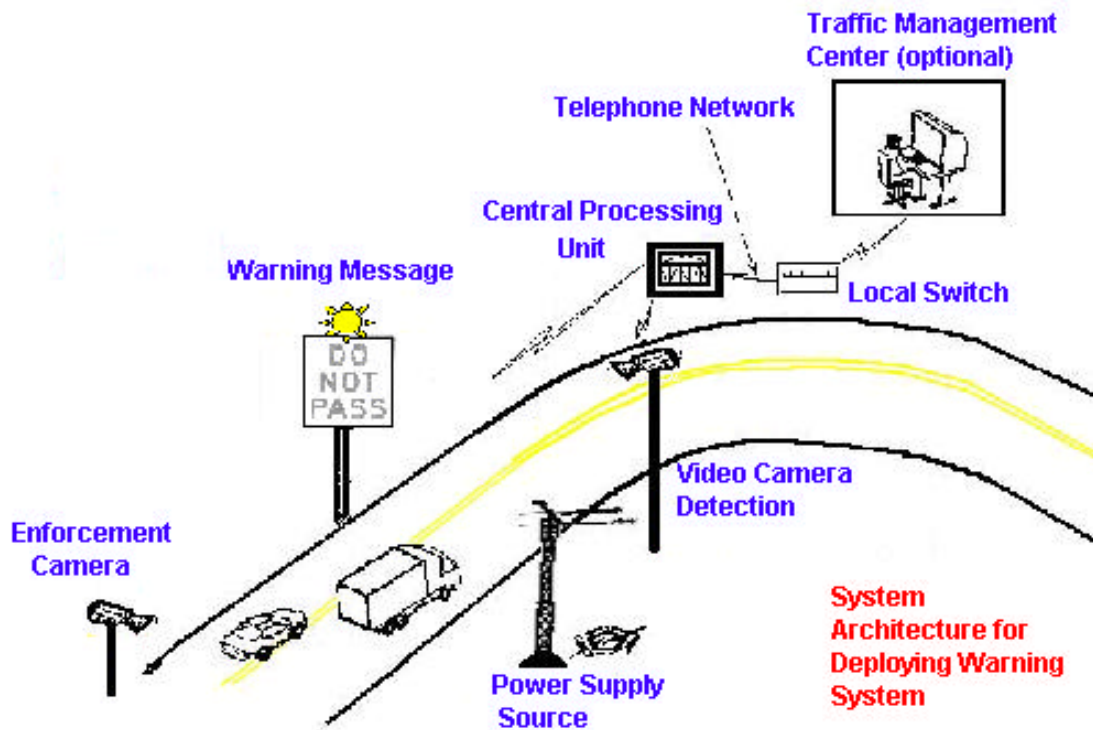 Traffic Management
Center (optional)
Telephone Network
Central Processing
Unit
Warning Message
Local Switch
DO
NOT
PASS
Video Camera
Detection
Enforcement
Camera
System
Architecture for
Deploying Warning
System
Power Supply
Source